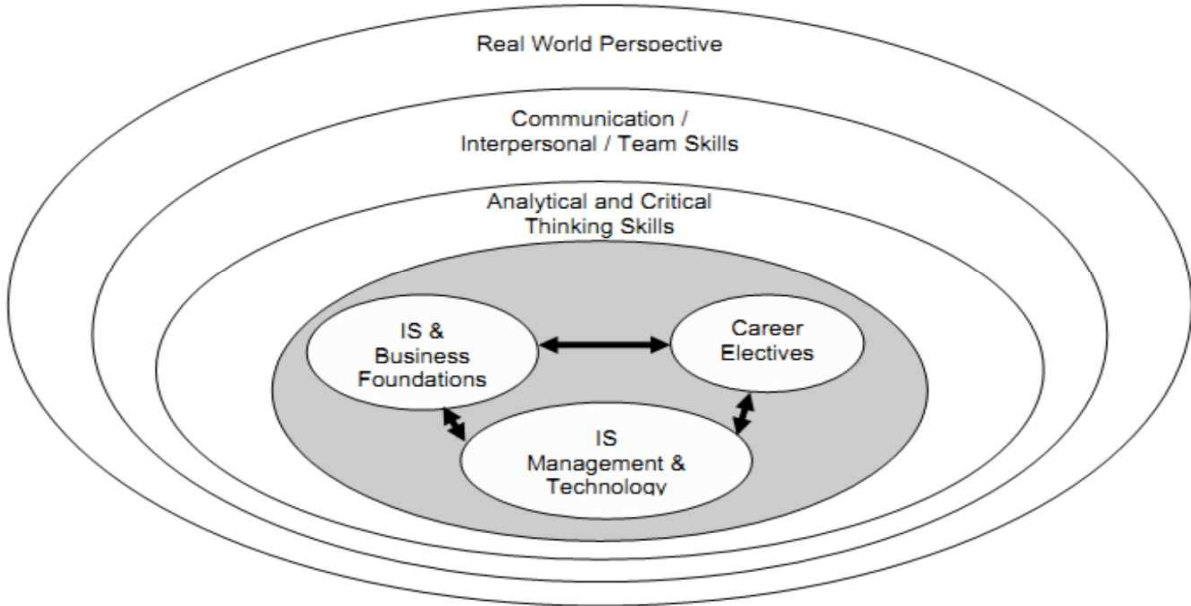 Real World Perspective
Communication /
Interpersonal / Team Skills
Analytical and Critical
Thinking Skills
IS &
Business
Foundations
Career
Electives
IS
Management &
Technology